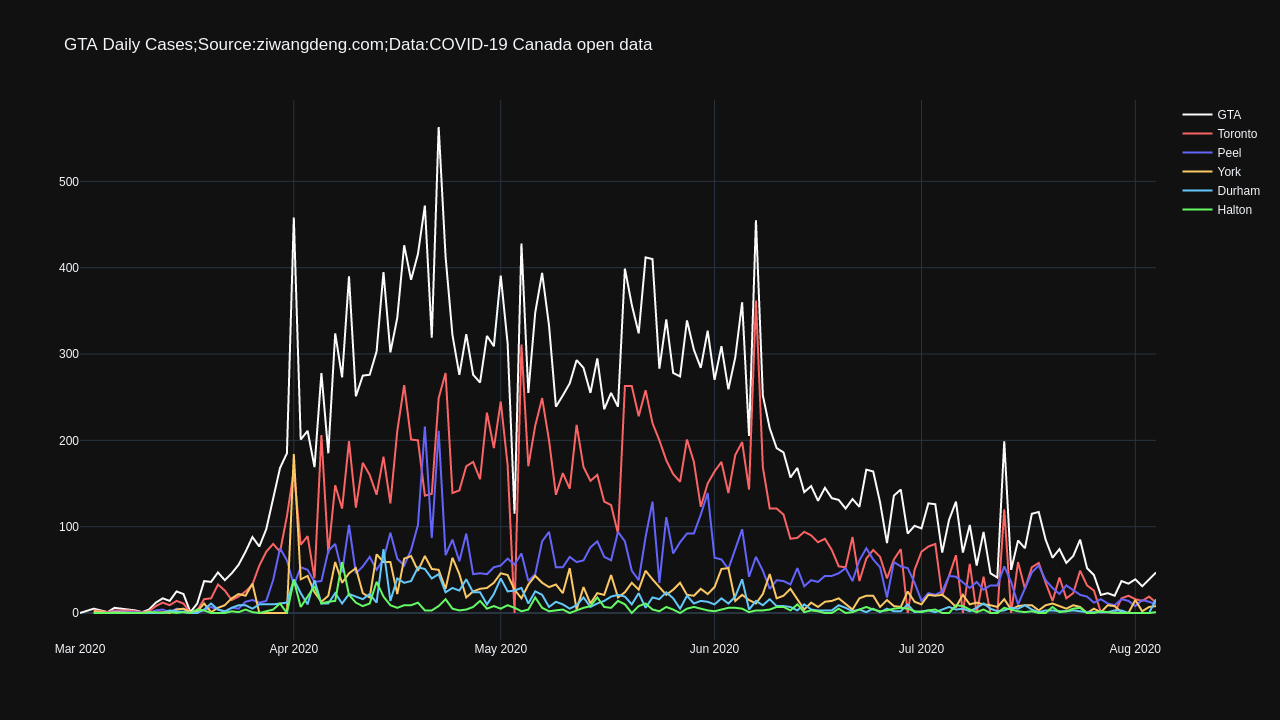 GTA Daily Cases;Source:ziwangdeng.com;Data:COVID-19 Canada open data
GTA
Toronto
Peel
York
Durham
Halton
500
400
300
200
100
0
Mar 2020 Apr 2020 May 2020 Jun 2020 Jul 2020 Aug 2020